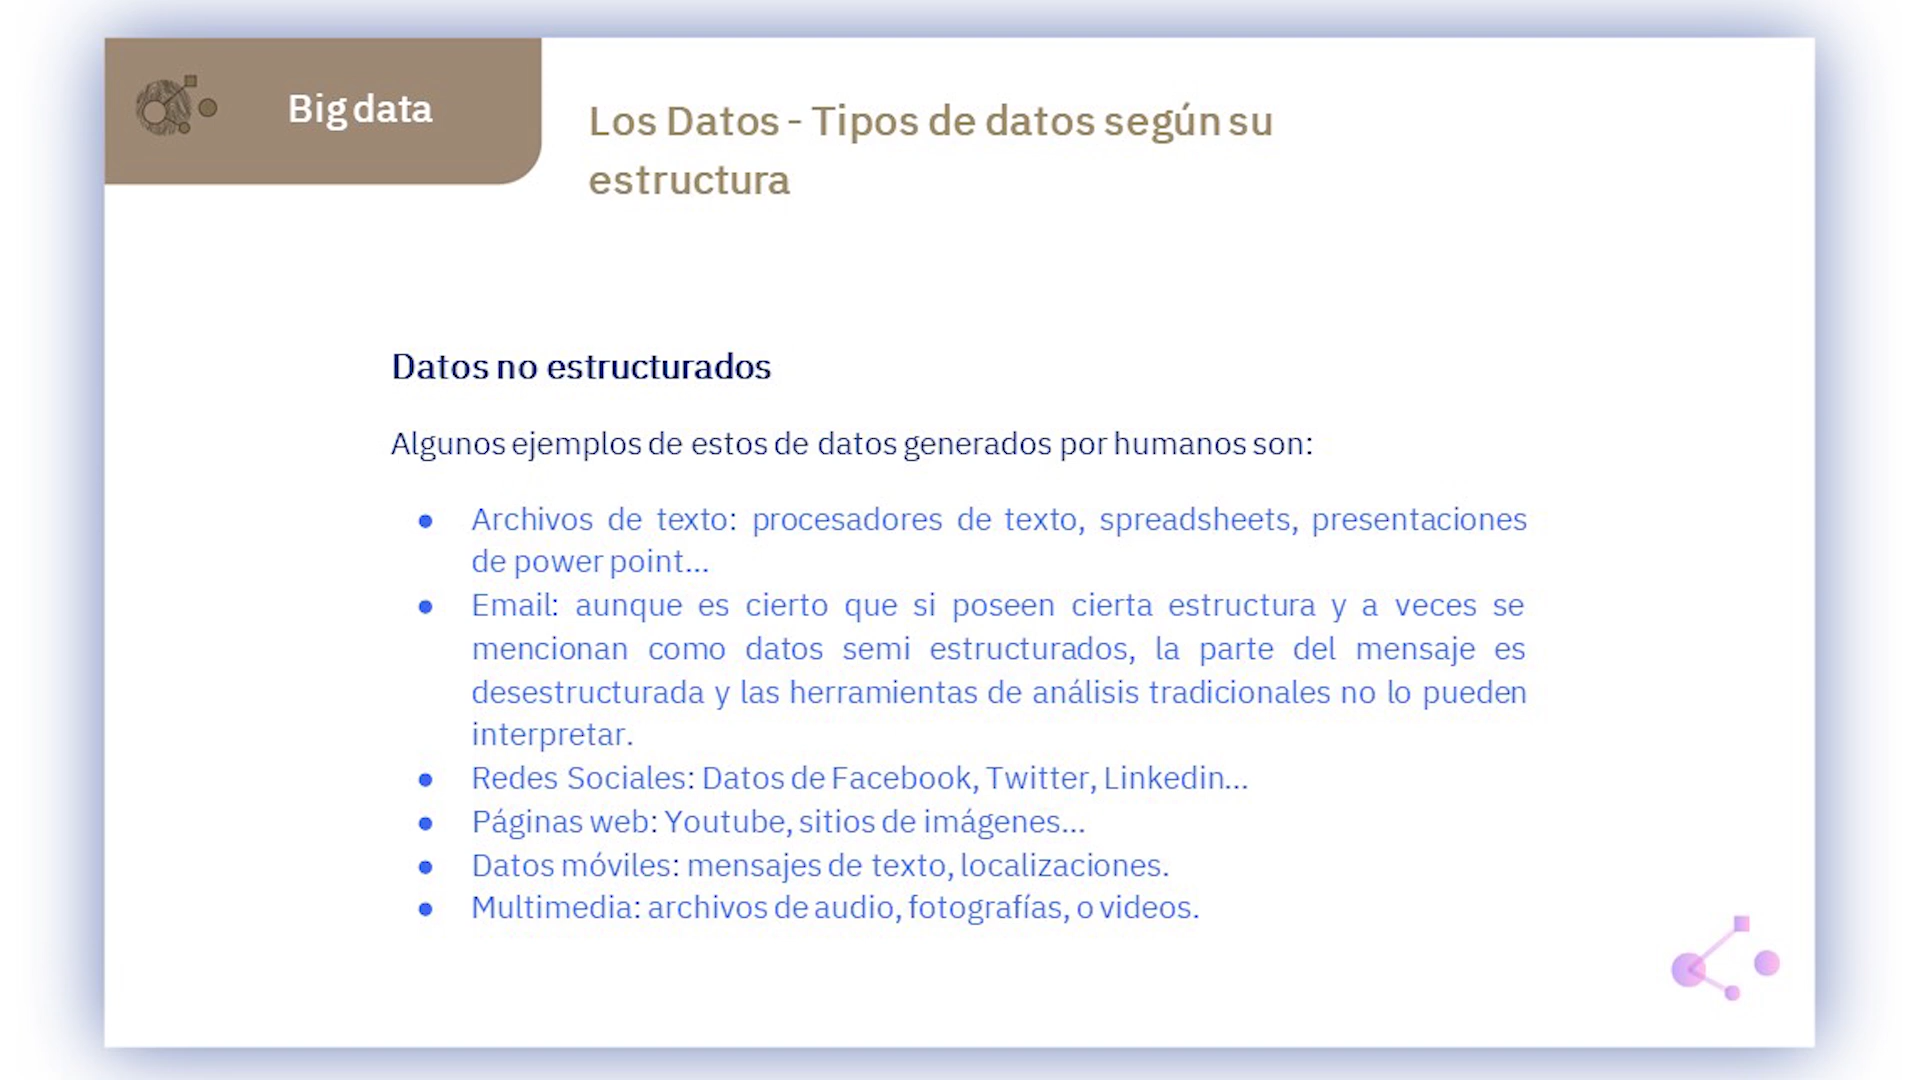 Big data
Los Datos - Tipos de datos según su
estructura
Datos no estructurados
Algunos ejemplos de estos de datos generados por humanos son:
● Archivos de texto: procesadores de texto, spreadsheets, presentaciones
de power point...
● Email: aunque es cierto que si poseen cierta estructura y a veces se
mencionan como datos semi estructurados, la parte del mensaje es
desestructurada y las herramientas de análisis tradicionales no lo pueden
interpretar.
● Redes Sociales: Datos de Facebook, Twitter, Linkedin...
● Páginas web: Youtube, sitios de imágenes...
● Datos móviles: mensajes de texto, localizaciones.
● Multimedia: archivos de audio, fotografías, o videos.